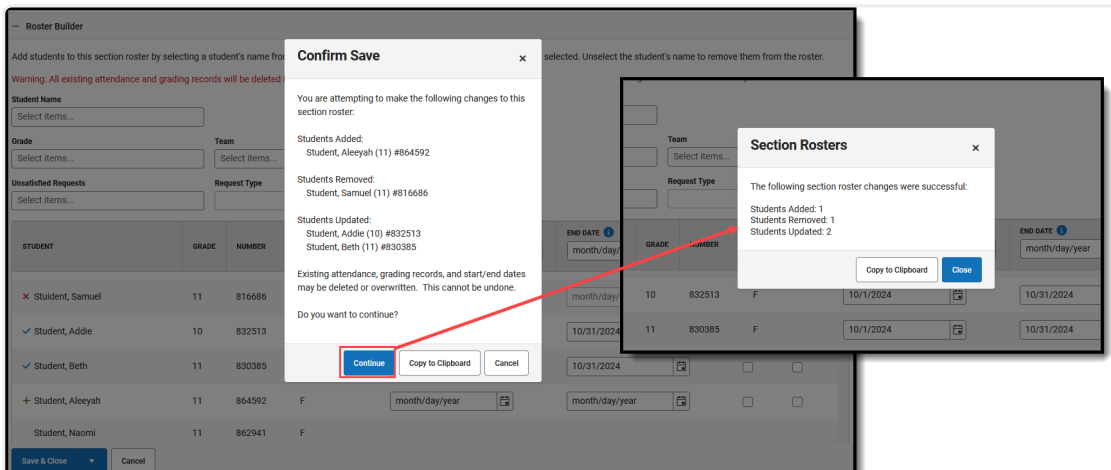 — Roster Builder
Add students to this section roster by selecting a student's name from
selected. Unselect the student's name to remove them from the roster.
Warning: All existing attendance and grading records will be deleted
Student Name
Select Items...
Grade
Team
Select Items...
Select items...
Unsatisfied Requests
Request Type
Select Items...
STUDENT
GRADE
NUMBER
END DATE
month/day/
× Stuident, Samuel
11
816686
month/day/
✓ Student, Addie
10
832513
10/31/2024
✓ Student, Beth
11
830385
10/31/2024
+ Student, Aleeyah
11
864592
F
month/day/year
month/day/year
Student, Naomi
11
862941
F
Save & Close
Cancel
Confirm Save
×
You are attempting to make the following changes to this
section roster:
Students Added:
Student, Aleeyah (11) #864592
Students Removed:
Student, Samuel (11) #816686
Students Updated:
Student, Addie (10) #832513
Student, Beth (11) #830385
Existing attendance, grading records, and start/end dates
may be deleted or overwritten. This cannot be undone.
Do you want to continue?
Continue
Copy to Clipboard
Cancel
Team
Select items...
Request Type
GRADE
NUMBER
END DATE
month/day/year
10
832513
F
10/1/2024
10/31/2024
11
830385
F
10/1/2024
10/31/2024
Section Rosters
×
The following section roster changes were successful:
Students Added: 1
Students Removed: 1
Students Updated: 2
Copy to Clipboard
Close